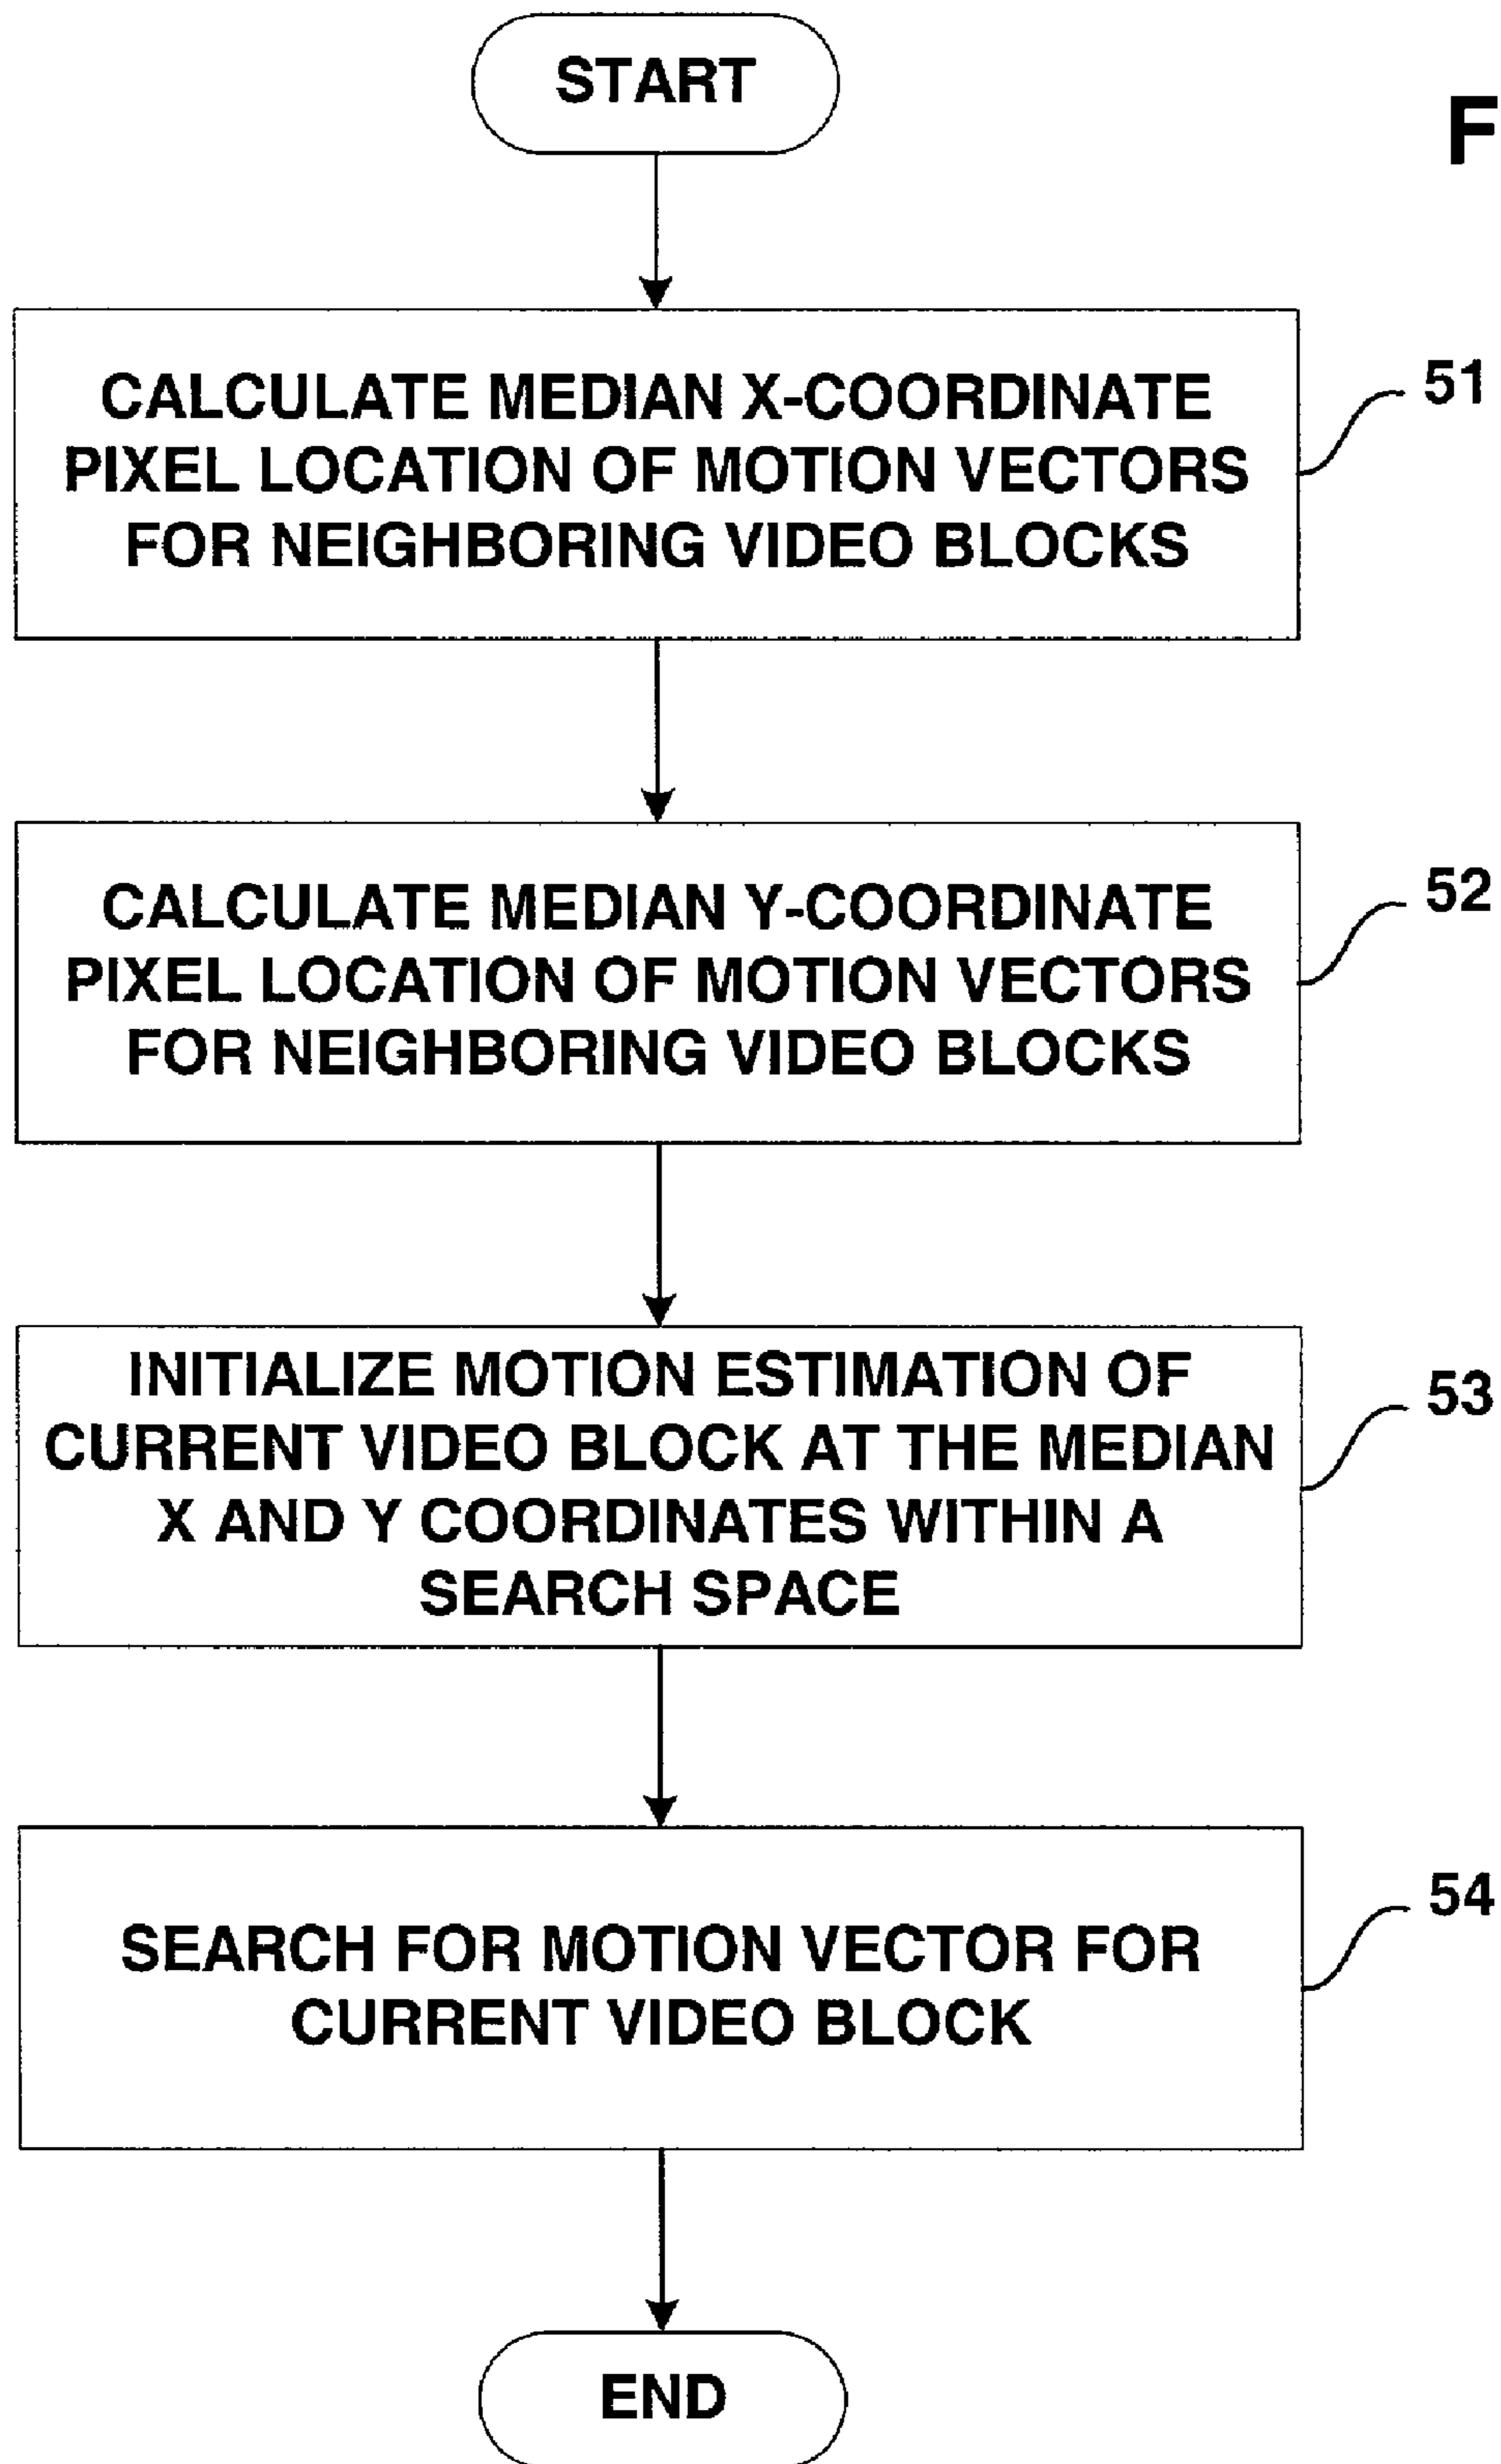 START
F
CALCULATE MEDIAN X-COORDINATE
PIXEL LOCATION OF MOTION VECTORS
FOR NEIGHBORING VIDEO BLOCKS
51
CALCULATE MEDIAN Y-COORDINATE
PIXEL LOCATION OF MOTION VECTORS
FOR NEIGHBORING VIDEO BLOCKS
52
INITIALIZE MOTION ESTIMATION OF
CURRENT VIDEO BLOCK AT THE MEDIAN
X AND Y COORDINATES WITHIN A
SEARCH SPACE
53
SEARCH FOR MOTION VECTOR FOR
CURRENT VIDEO BLOCK
54
END